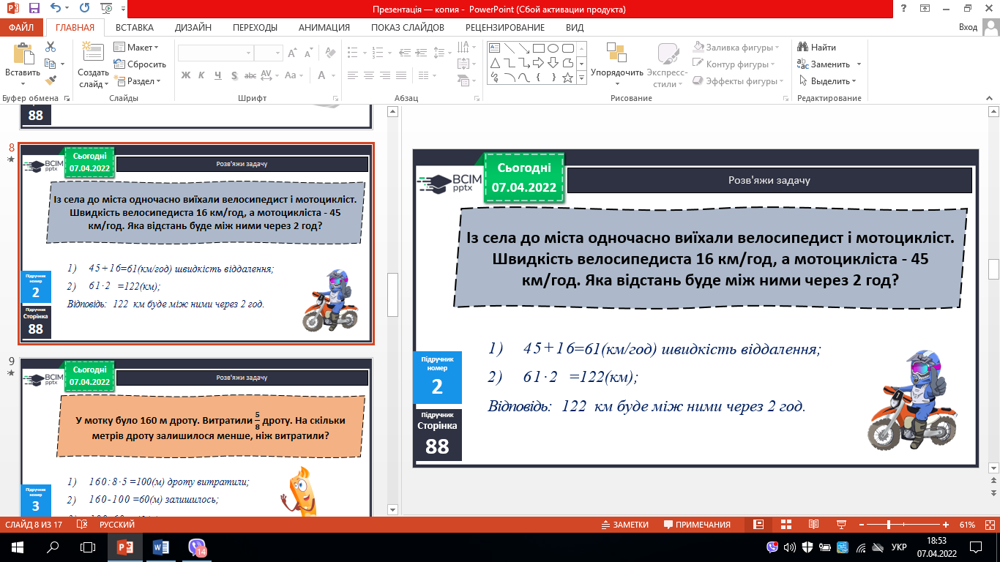 Презентація — копия - PowerPoint (Сбой активации продукта)
ФАЙЛ ГЛАВНАЯ ВСТАВКА ДИЗАЙН ПЕРЕХОДЫ АНИМАЦИЯ ПОКАЗ СЛАЙДОВ РЕЦЕНЗИРОВАНИЕ ВИД Вход
Вставить
Создать слайд
Макет
Сбросить
Раздел
Ж К Ч S abc AV Aa A
Упорядочить
Экспресс-стили
Заливка фигуры
Контур фигуры
Эффекты фигуры
Найти
Заменить
Выделить
Буфер обмена Слайды Шрифт Абзац Рисование Редактирование
88
8
ВСІМ
pptx
Сьогодні
07.04.2022
Розв'яжи задачу
Із села до міста одночасно виїхали велосипедист і мотоцикліст.
Швидкість велосипедиста 16 км/год, а мотоцикліста - 45
км/год. Яка відстань буде між ними через 2 год?
1) 45+16=61(км/год) швидкість віддалення;
2) 61·2 =122(км);
Відповідь: 122 км буде між ними через 2 год.
Підручник
номер
2
Підручник
Сторінка
88
9
ВСІМ
pptx
Сьогодні
07.04.2022
Розв'яжи задачу
У мотку було 160 м дроту. Витратили 5/8 дроту. На скільки
метрів дроту залишилося менше, ніж витратили?
1) 160:8·5 =100(м) дроту витратили;
2) 160-100 =60(м) залишилось;
Підручник
номер
3
ВСІМ
pptx
Сьогодні
07.04.2022
Розв'яжи задачу
Із села до міста одночасно виїхали велосипедист і мотоцикліст.
Швидкість велосипедиста 16 км/год, а мотоцикліста - 45
км/год. Яка відстань буде між ними через 2 год?
1) 45+16=61(км/год) швидкість віддалення;
2) 61·2 =122(км);
Відповідь: 122 км буде між ними через 2 год.
Підручник
номер
2
Підручник
Сторінка
88
СЛАЙД 8 ИЗ 17 РУССКИЙ ЗАМЕТКИ ПРИМЕЧАНИЯ 61%
14 УКР 18:53
07.04.2022